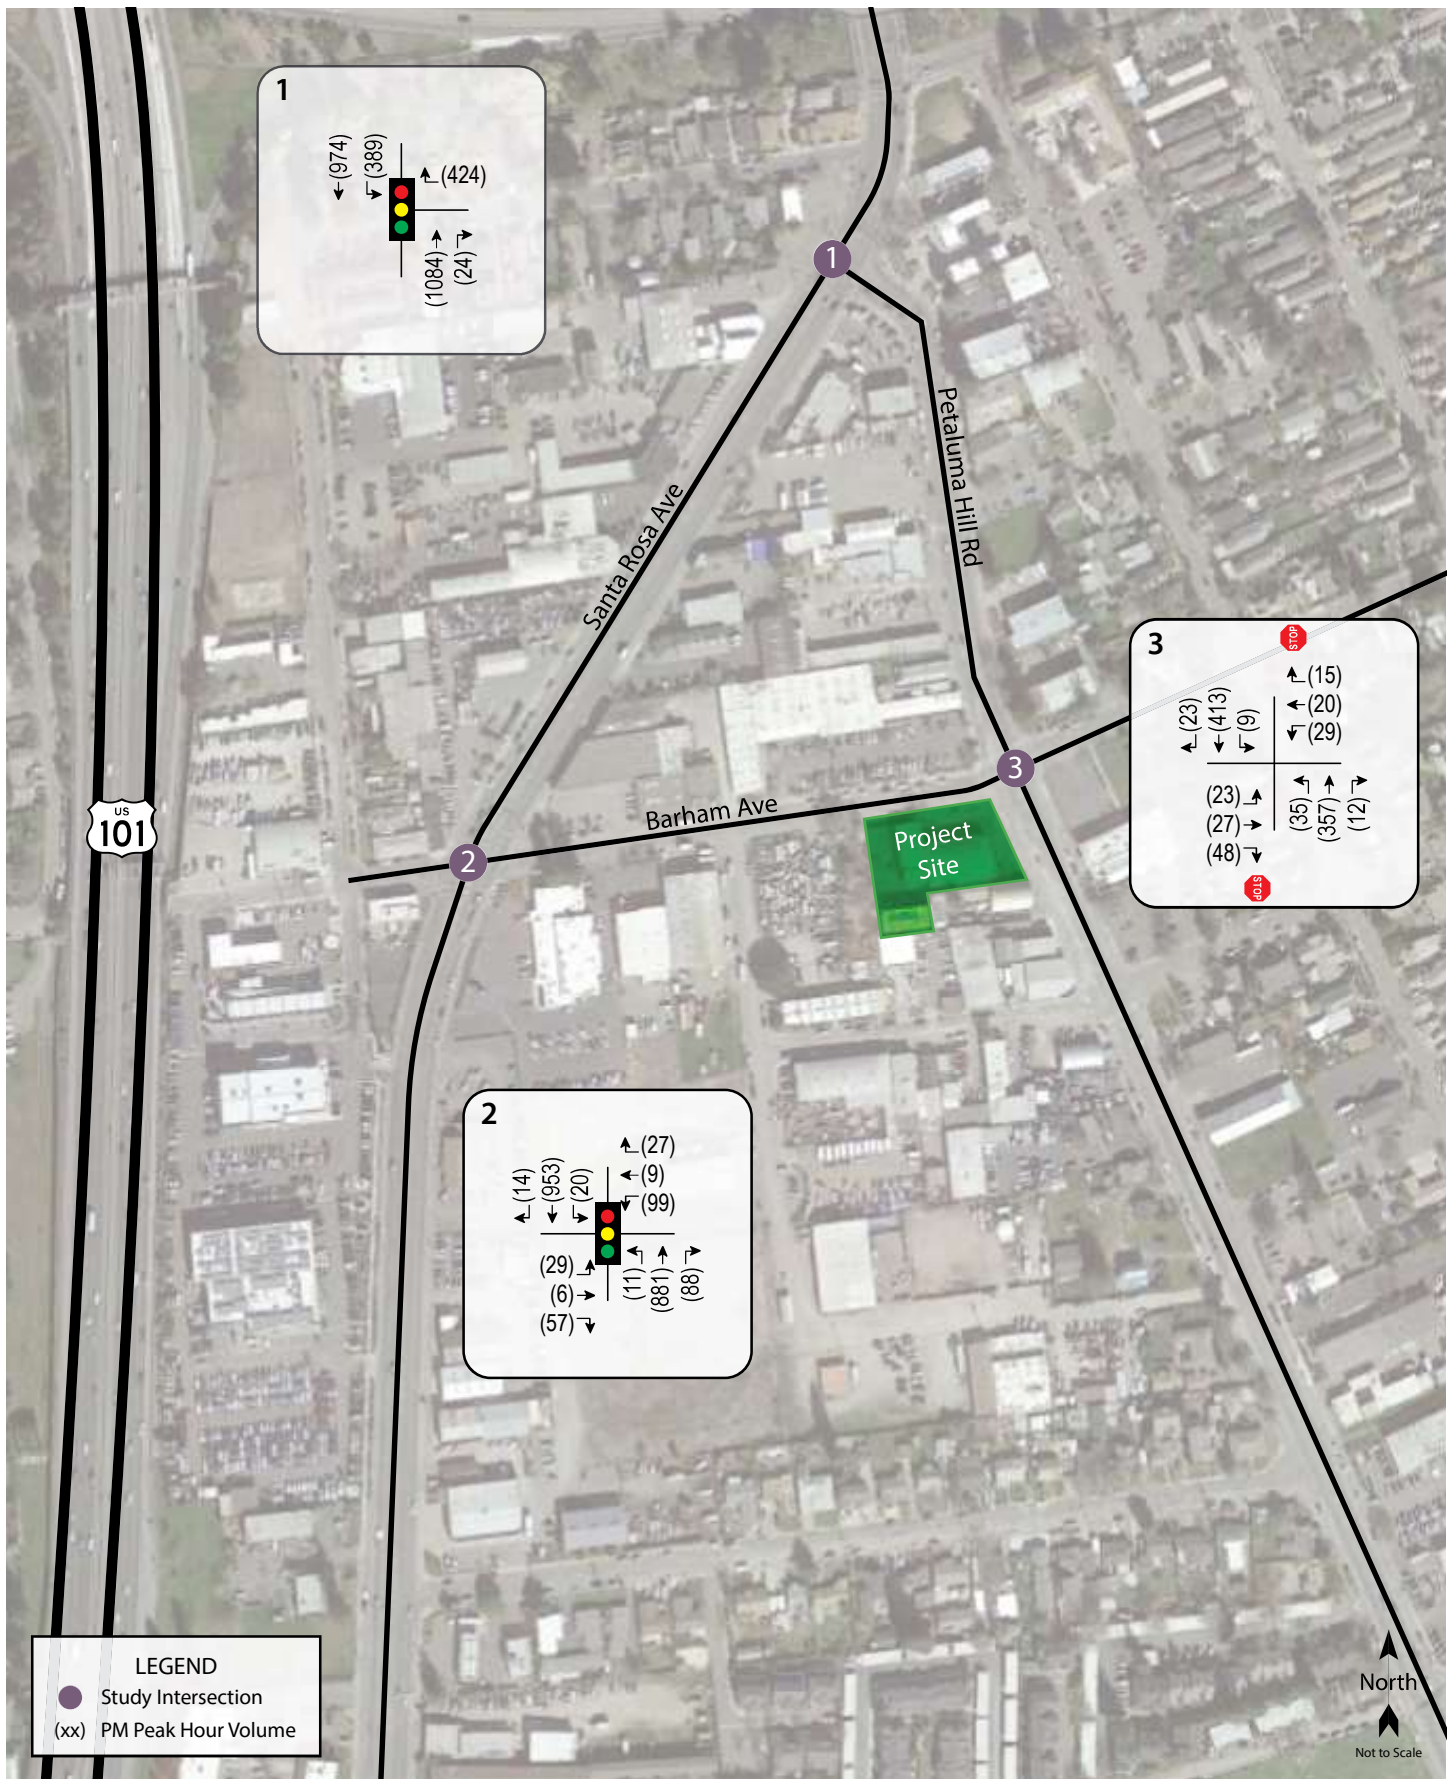 1
(974)
(389)
(424)
(1084)
(24)
1
Petaluma Hill Rd
Santa Rosa Ave
3
STOP
(15)
(20)
(29)
(23)
(413)
(9)
(23)
(27)
(48)
(35)
(357)
(12)
STOP
3
US
101
Barham Ave
2
Project
Site
2
(27)
(9)
(99)
(14)
(953)
(20)
(29)
(6)
(57)
(11)
(881)
(88)
LEGEND
Study Intersection
(xx) PM Peak Hour Volume
North
Not to Scale